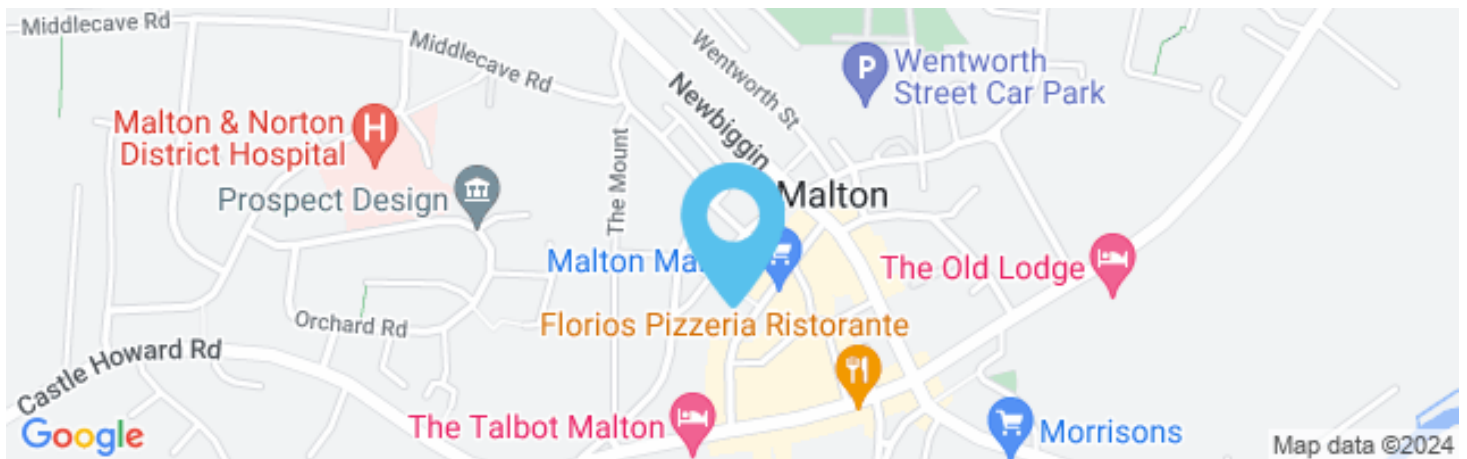 Middlecave Rd
Middlecave Rd
Wentworth St
Newbiggin
P
Wentworth
Street Car Park
Malton & Norton
District Hospital
H
Prospect Design
The Mount
Malton
Malton Ma
The Old Lodge
Florios Pizzeria Ristorante
Orchard Rd
Castle Howard Rd
The Talbot Malton
Morrisons
Google
Map data ©2024